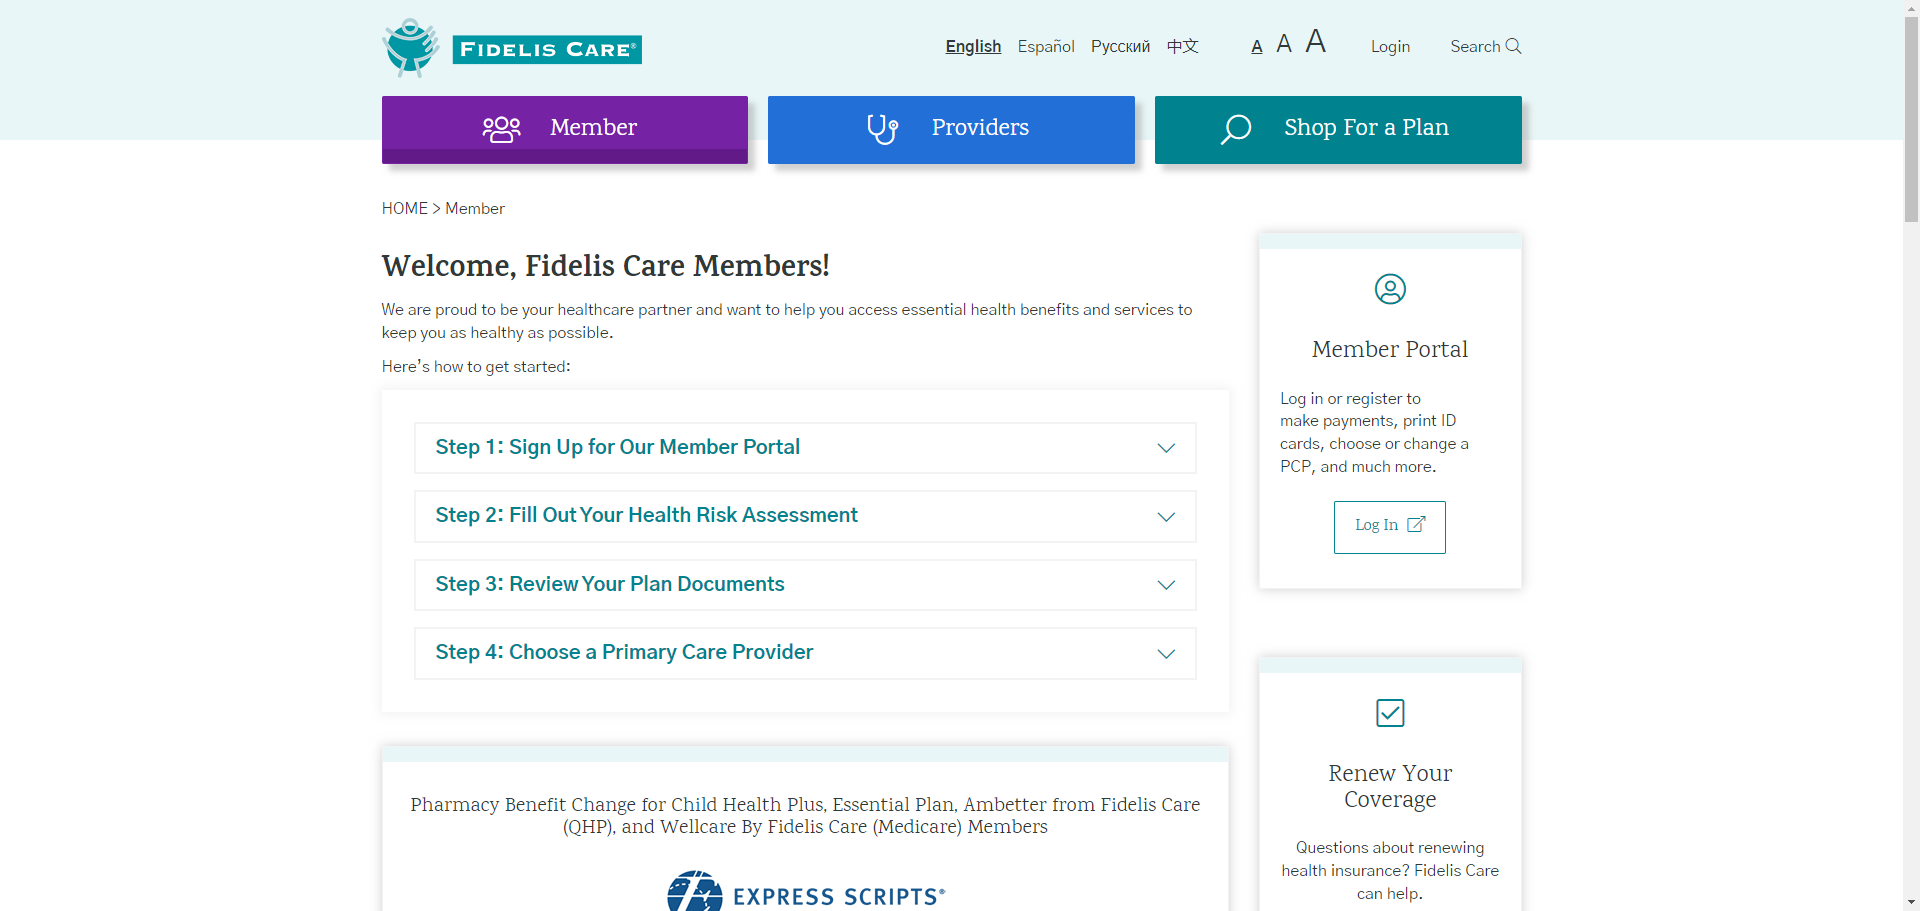 FIDELIS CARE®
English Español Русский 中文 A A A Login Search
Member Providers Shop For a Plan
HOME > Member
Welcome, Fidelis Care Members!
We are proud to be your healthcare partner and want to help you access essential health benefits and services to
keep you as healthy as possible.
Here’s how to get started:
Step 1: Sign Up for Our Member Portal
Step 2: Fill Out Your Health Risk Assessment
Step 3: Review Your Plan Documents
Step 4: Choose a Primary Care Provider
Pharmacy Benefit Change for Child Health Plus, Essential Plan, Ambetter from Fidelis Care
(QHP), and Wellcare By Fidelis Care (Medicare) Members
EXPRESS SCRIPTS®
Member Portal
Log in or register to
make payments, print ID
cards, choose or change a
PCP, and much more.
Log In
Renew Your
Coverage
Questions about renewing
health insurance? Fidelis Care
can help.